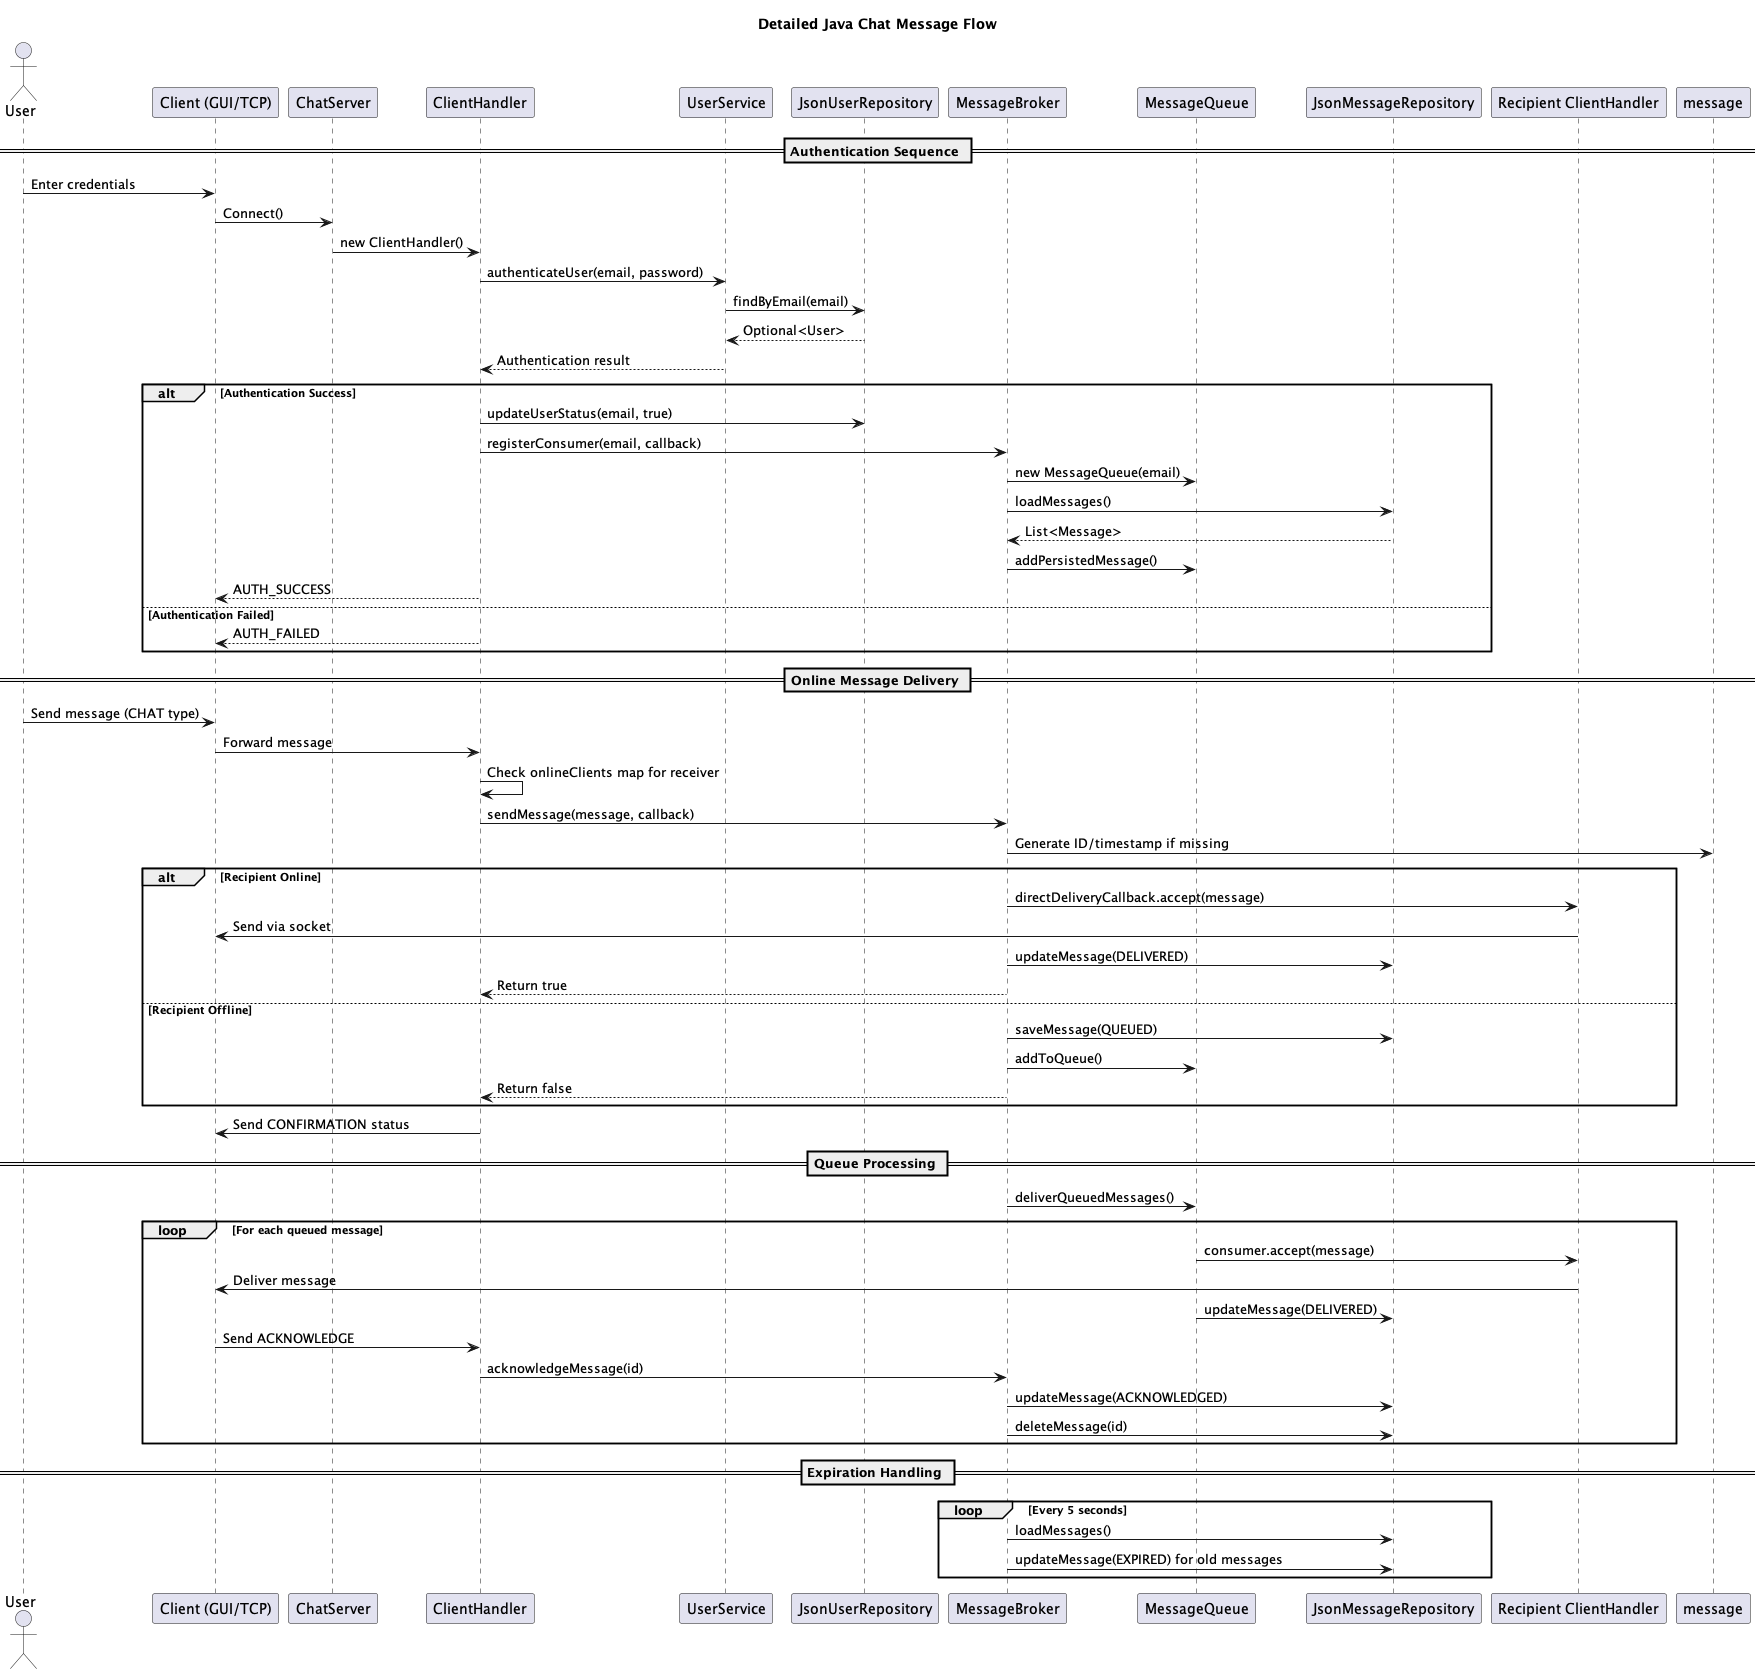 Detailed Java Chat Message Flow
User
Client (GUI/TCP)
ChatServer
ClientHandler
UserService
JsonUserRepository
MessageBroker
MessageQueue
JsonMessageRepository
Recipient ClientHandler
message
Authentication Sequence
Enter credentials
Connect()
new ClientHandler()
authenticateUser(email, password)
findByEmail(email)
Optional<User>
Authentication result
alt [Authentication Success]
updateUserStatus(email, true)
registerConsumer(email, callback)
new MessageQueue(email)
loadMessages()
List<Message>
addPersistedMessage()
AUTH_SUCCESS
[Authentication Failed]
AUTH_FAILED
Online Message Delivery
Send message (CHAT type)
Forward message
Check onlineClients map for receiver
sendMessage(message, callback)
Generate ID/timestamp if missing
alt [Recipient Online]
directDeliveryCallback.accept(message)
Send via socket
updateMessage(DELIVERED)
Return true
[Recipient Offline]
saveMessage(QUEUED)
addToQueue()
Return false
Send CONFIRMATION status
Queue Processing
deliverQueuedMessages()
loop [For each queued message]
consumer.accept(message)
Deliver message
updateMessage(DELIVERED)
Send ACKNOWLEDGE
acknowledgeMessage(id)
updateMessage(ACKNOWLEDGED)
deleteMessage(id)
Expiration Handling
loop [Every 5 seconds]
loadMessages()
updateMessage(EXPIRED) for old messages
User
Client (GUI/TCP)
ChatServer
ClientHandler
UserService
JsonUserRepository
MessageBroker
MessageQueue
JsonMessageRepository
Recipient ClientHandler
message